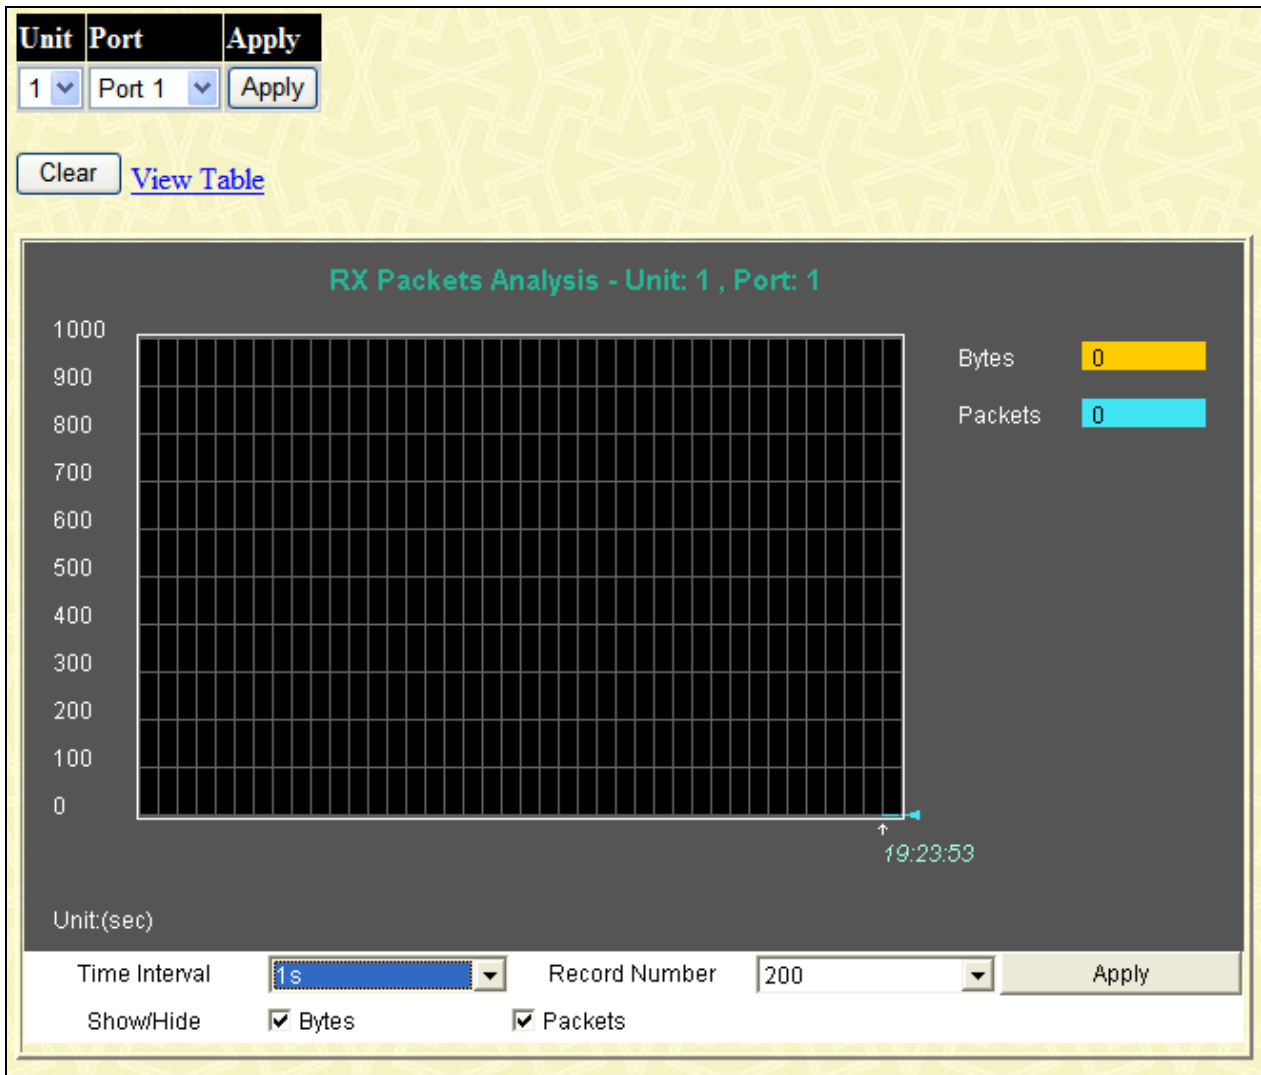 Unit Port Apply
1 Port 1 Apply
Clear View Table
RX Packets Analysis - Unit: 1 , Port: 1
1000
900
800
700
600
500
400
300
200
100
0
Bytes 0
Packets 0
19:23:53
Unit:(sec)
Time Interval 1s Record Number 200 Apply
Show/Hide Bytes Packets